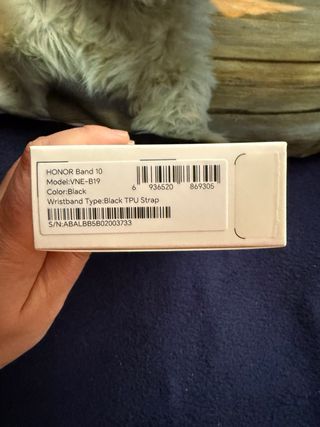 HONOR Band 10
Model:VNE-B19
Color:Black
Wristband Type:Black TPU Strap
6 936520 869305
S/N:ABALBB5B02003733